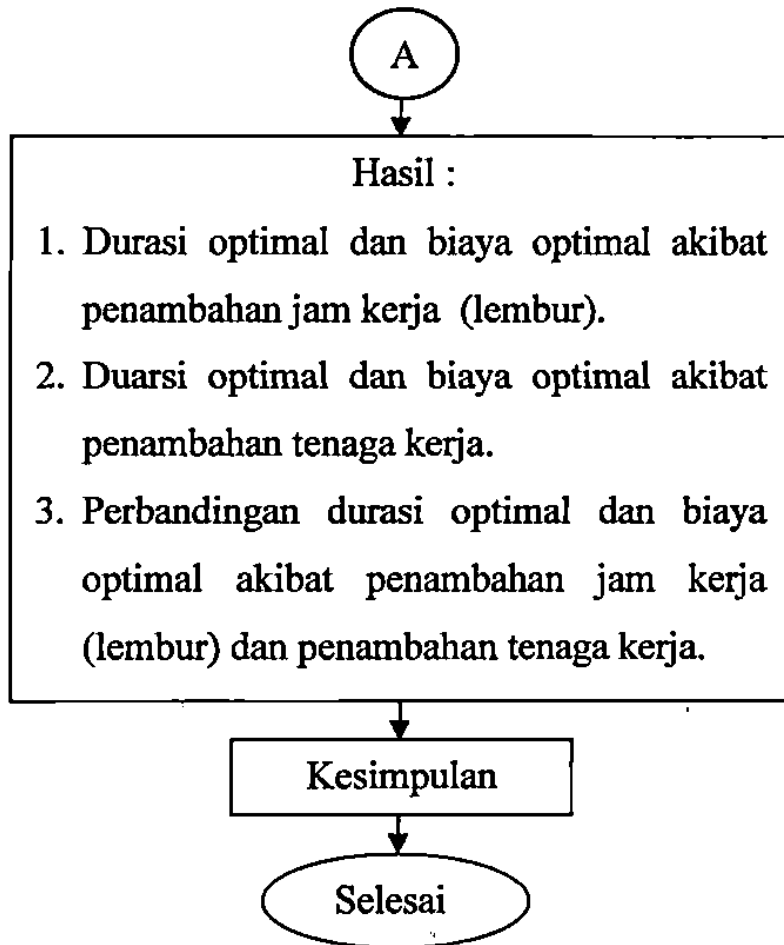 A
Hasil :
1. Durasi optimal dan biaya optimal akibat
penambahan jam kerja (lembur).
2. Duarsi optimal dan biaya optimal akibat
penambahan tenaga kerja.
3. Perbandingan durasi optimal dan biaya
optimal akibat penambahan jam kerja
(lembur) dan penambahan tenaga kerja.
Kesimpulan
Selesai